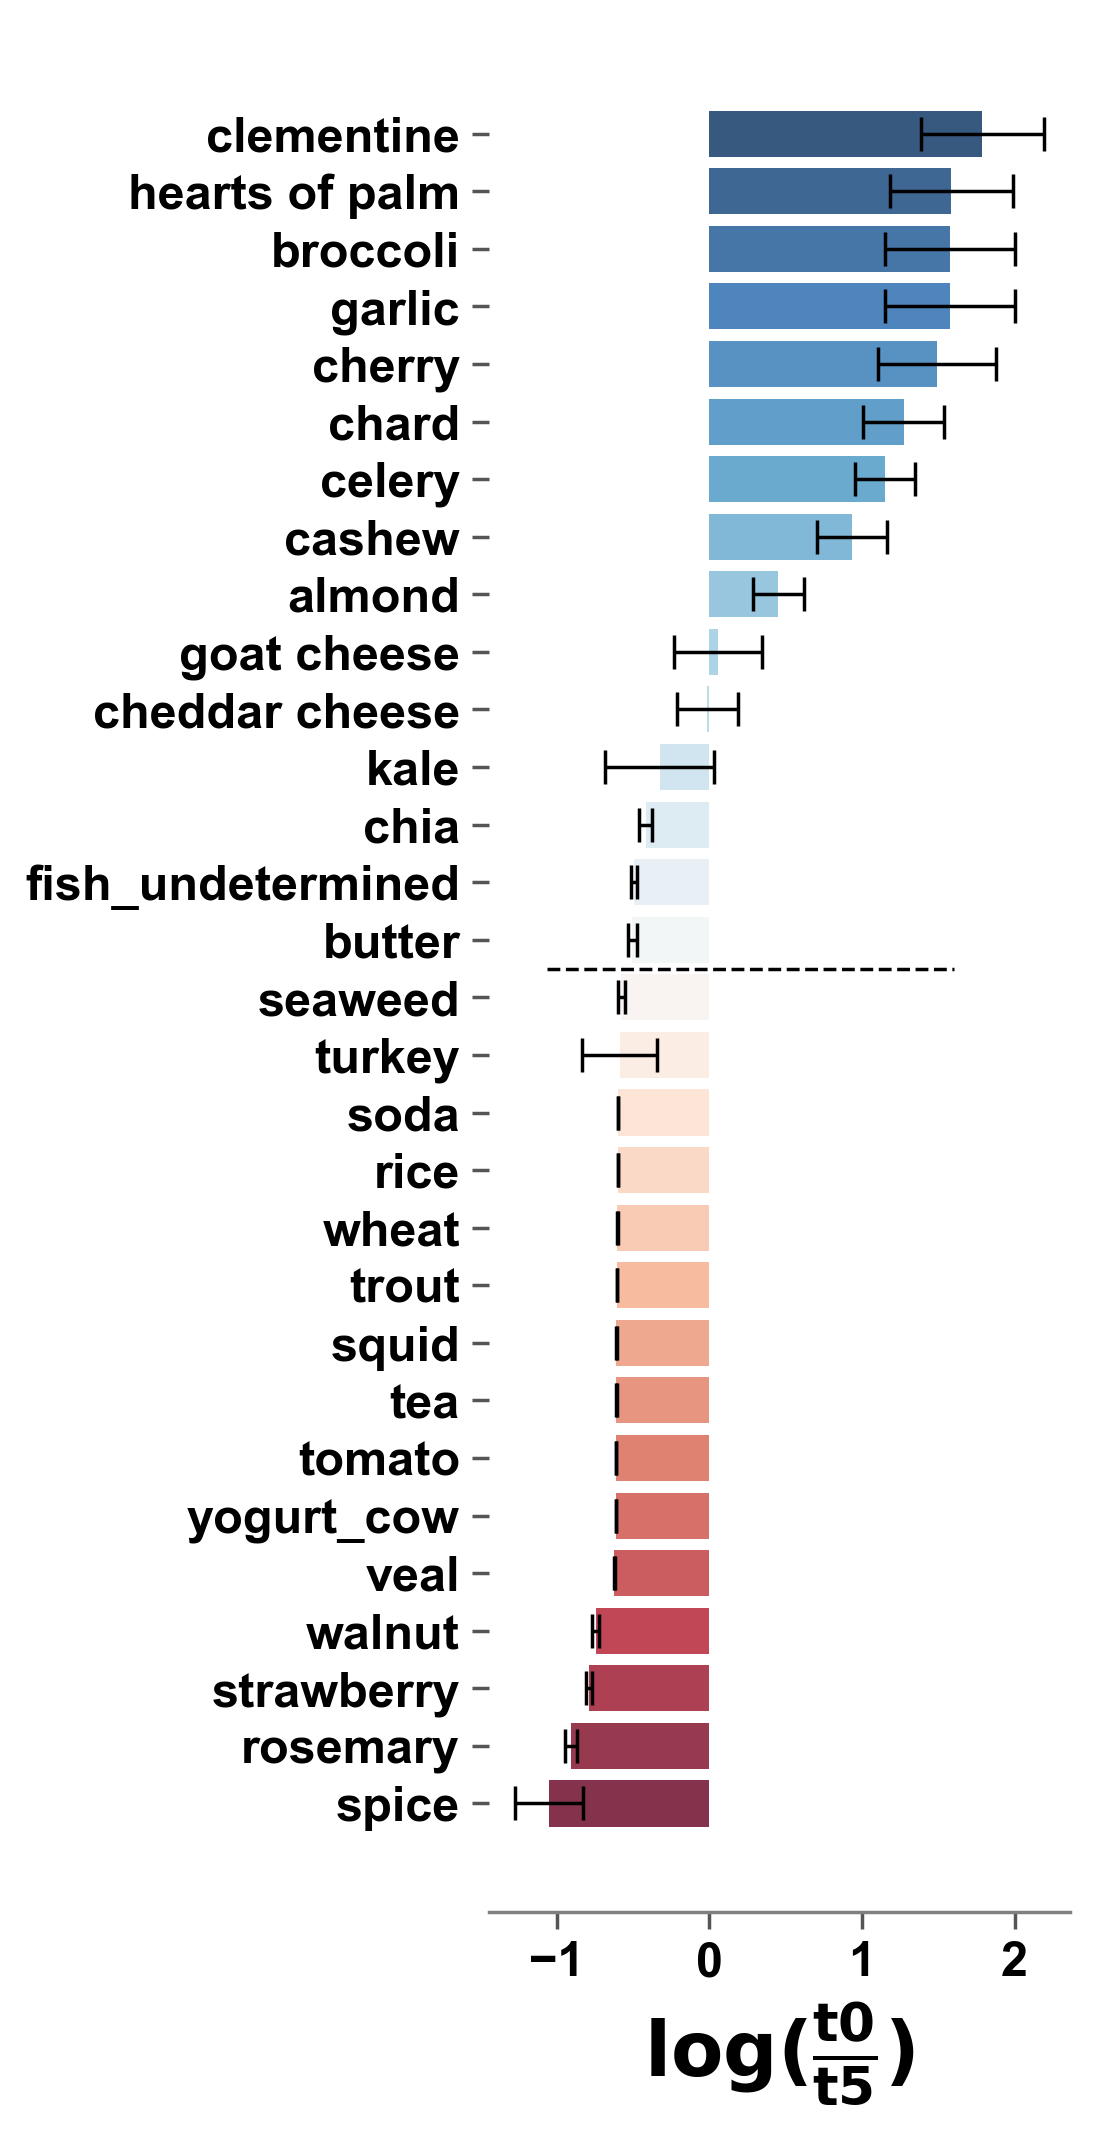 clementine
hearts of palm
broccoli
garlic
cherry
chard
celery
cashew
almond
goat cheese
cheddar cheese
kale
chia
fish_undetermined
butter
seaweed
turkey
soda
rice
wheat
trout
squid
tea
tomato
yogurt_cow
veal
walnut
strawberry
rosemary
spice
−1 0 1 2
log(t0/t5)